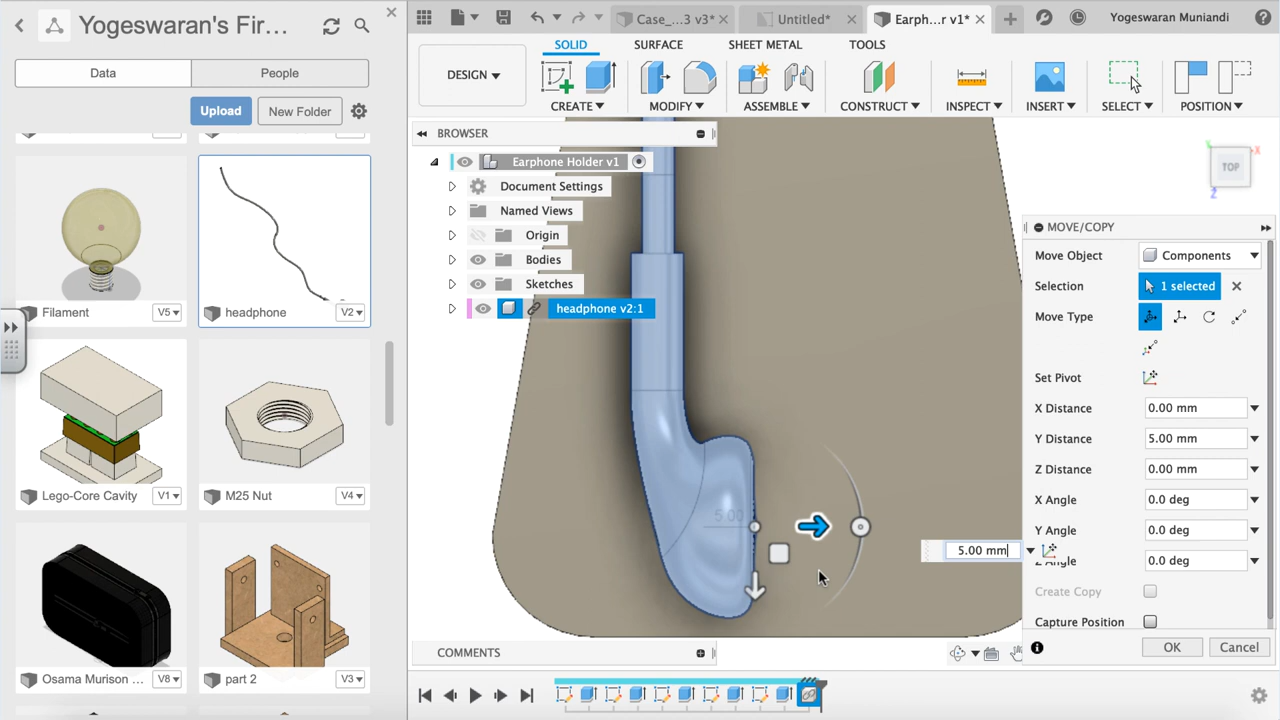 Yogeswaran's Fir...
Data
People
Upload
New Folder
Filament
V5
headphone
V2
Lego-Core Cavity
V1
M25 Nut
V4
Osama Murison ...
V8
part 2
V3
Case_...3 v3*
Untitled*
Earph...r v1*
Yogeswaran Muniandi
DESIGN
SOLID
SURFACE
SHEET METAL
TOOLS
CREATE
MODIFY
ASSEMBLE
CONSTRUCT
INSPECT
INSERT
SELECT
POSITION
BROWSER
Earphone Holder v1
Document Settings
Named Views
Origin
Bodies
Sketches
headphone v2:1
TOP
X
Y
Z
5.00
5.00 mm
MOVE/COPY
Move Object
Components
Selection
1 selected
Move Type
Set Pivot
X Distance
0.00 mm
Y Distance
5.00 mm
Z Distance
0.00 mm
X Angle
0.0 deg
Y Angle
0.0 deg
Z Angle
0.0 deg
Create Copy
Capture Position
OK
Cancel
COMMENTS